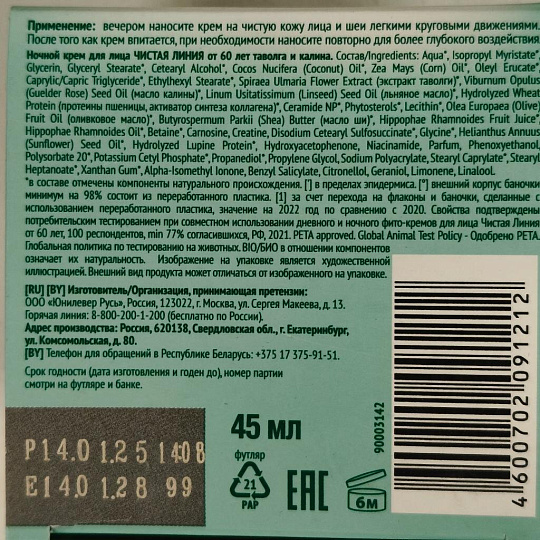 Применение: вечером наносите крем на чистую кожу лица и шеи легкими круговыми движениями.
После того как крем впитается, при необходимости наносите повторно для более глубокого воздействия
Ночной крем для лица ЧИСТАЯ ЛИНИЯ от 60 лет таволга и калина. Состав/Ingredients: Aqua*, Isopropyl Myristate*,
Glycerin, Glyceryl Stearate*, Cetearyl Alcohol*, Cocos Nucifera (Coconut) Oil*, Zea Mays (Corn) Oil*, Oleyl Erucate*,
Caprylic/Capric Triglyceride*, Ethylhexyl Stearate*, Spiraea Ulmaria Flower Extract (экстракт таволги)*, Viburnum Opulus
(Guelder Rose) Seed Oil (масло калины)*, Linum Usitatissimum (Linseed) Seed Oil (льняное масло)*, Hydrolyzed Wheat
Protein (протеины пшеницы, активатор синтеза коллагена)*, Ceramide NP*, Phytosterols*, Lecithin*, Olea Europaea (Olive)
Fruit Oil (оливковое масло)*, Butyrospermum Parkii (Shea) Butter (масло ши)*, Hippophae Rhamnoides Fruit Juice*,
Hippophae Rhamnoides Oil*, Betaine*, Carnosine, Creatine, Disodium Cetearyl Sulfosuccinate*, Glycine*, Helianthus Annuus
(Sunflower) Seed Oil*, Hydrolyzed Lupine Protein*, Hydroxyacetophenone, Niacinamide, Parfum, Phenoxyethanol,
Polysorbate 20*, Potassium Cetyl Phosphate*, Propanediol*, Propylene Glycol, Sodium Polyacrylate, Stearyl Caprylate*, Stearyl
Heptanoate*, Xanthan Gum*, Alpha-Isomethyl Ionone, Benzyl Salicylate, Citronellol, Geraniol, Limonene, Linalool.
*в составе отмечены компоненты натурального происхождения. [*] в пределах эпидермиса. [°] внешний корпус баночки
минимум на 98% состоит из переработанного пластика. [1] за счет перехода на флаконы и баночки, сделанные с
использованием переработанного пластика, значение на 2022 год по сравнению с 2020. Свойства подтверждены
потребительским тестированием при совместном использовании дневного и ночного фито-кремов для лица Чистая Линия
от 60 лет, 100 респондентов, min 77% согласившихся, РФ, 2021. PETA approved. Global Animal Test Policy - Одобрено PETA.
Глобальная политика по тестированию на животных. BIO/БИО в отношении компонентов
означает их натуральность. Изображение на упаковке является художественной
иллюстрацией. Внешний вид продукта может отличаться от изображенного на упаковке.
[RU] [BY] Изготовитель/Организация, принимающая претензии:
ООО «Юнилевер Русь», Россия, 123022, г. Москва, ул. Сергея Макеева, д. 13.
Горячая линия: 8-800-200-1-200 (бесплатно по России).
Адрес производства: Россия, 620138, Свердловская обл., г. Екатеринбург,
ул. Комсомольская, д. 80.
[BY] Телефон для обращений в Республике Беларусь: +375 17 375-91-51.
Срок годности (дата изготовления и годен до), номер партии
смотри на футляре и банке.
P14.01.25 14:08
E14.01.28 99
45 мл
футляр
21
PAP
EAC
6м
90003142
4600702091212